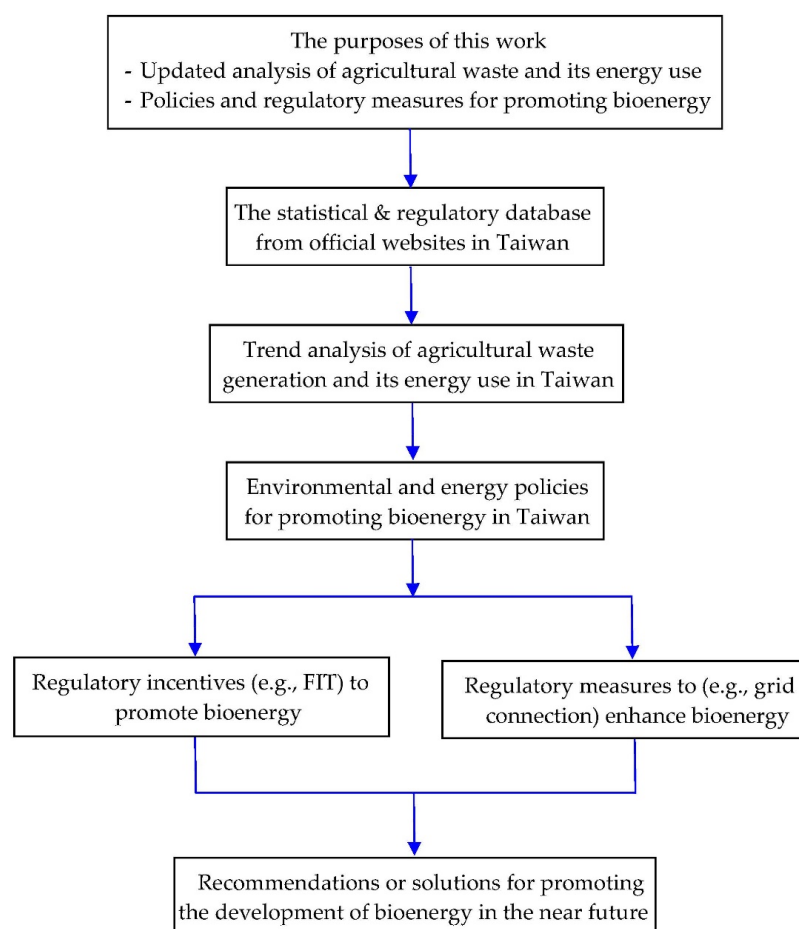 The purposes of this work
- Updated analysis of agricultural waste and its energy use
- Policies and regulatory measures for promoting bioenergy
The statistical & regulatory database
from official websites in Taiwan
Trend analysis of agricultural waste
generation and its energy use in Taiwan
Environmental and energy policies
for promoting bioenergy in Taiwan
Regulatory incentives (e.g., FIT) to
promote bioenergy
Regulatory measures to (e.g., grid
connection) enhance bioenergy
Recommendations or solutions for promoting
the development of bioenergy in the near future